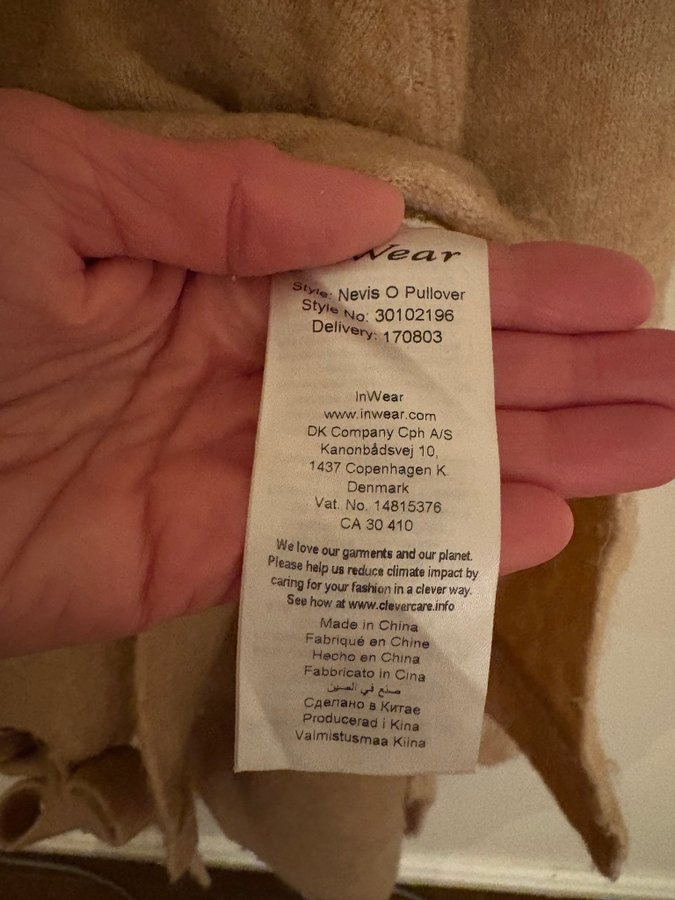 Wear
Style: Nevis O Pullover
Style No: 30102196
Delivery: 170803
InWear
www.inwear.com
DK Company Cph A/S
Kanonbådsvej 10,
1437 Copenhagen K.
Denmark
Vat. No. 14815376
CA 30 410
We love our garments and our planet.
Please help us reduce climate impact by
caring for your fashion in a clever way.
See how at www.clevercare.info
Made in China
Fabriqué en Chine
Hecho en China
Fabbricato in Cina
صنع في الصين
Сделано в Китае
Producerad i Kina
Valmistusmaa Kiina